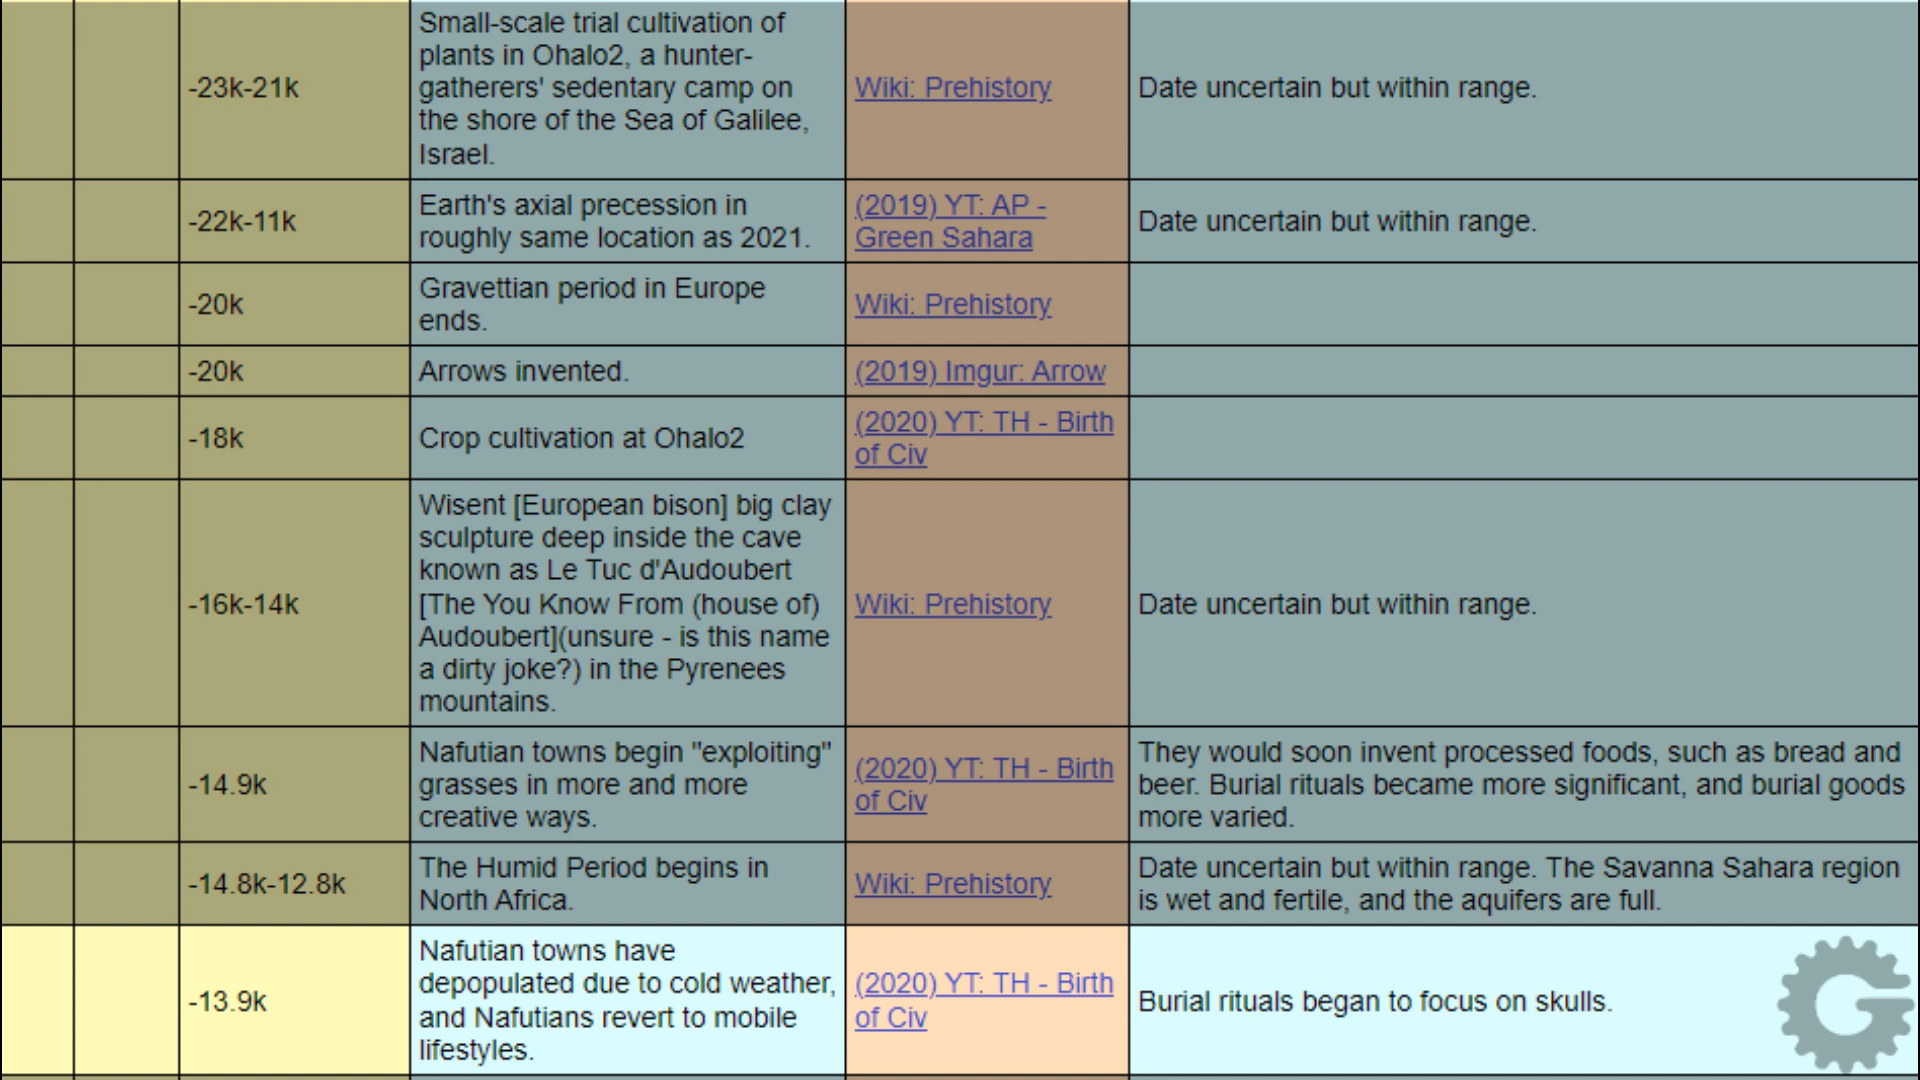 -23k-21k
Small-scale trial cultivation of
plants in Ohalo2, a hunter-
gatherers' sedentary camp on
the shore of the Sea of Galilee,
Israel.
Wiki: Prehistory
Date uncertain but within range.
-22k-11k
Earth's axial precession in
roughly same location as 2021.
(2019) YT: AP -
Green Sahara
Date uncertain but within range.
-20k
Gravettian period in Europe
ends.
Wiki: Prehistory
-20k
Arrows invented.
(2019) Imgur: Arrow
-18k
Crop cultivation at Ohalo2
(2020) YT: TH - Birth
of Civ
-16k-14k
Wisent [European bison] big clay
sculpture deep inside the cave
known as Le Tuc d'Audoubert
[The You Know From (house of)
Audoubert](unsure - is this name
a dirty joke?) in the Pyrenees
mountains.
Wiki: Prehistory
Date uncertain but within range.
-14.9k
Nafutian towns begin "exploiting"
grasses in more and more
creative ways.
(2020) YT: TH - Birth
of Civ
They would soon invent processed foods, such as bread and
beer. Burial rituals became more significant, and burial goods
more varied.
-14.8k-12.8k
The Humid Period begins in
North Africa.
Wiki: Prehistory
Date uncertain but within range. The Savanna Sahara region
is wet and fertile, and the aquifers are full.
-13.9k
Nafutian towns have
depopulated due to cold weather,
and Nafutians revert to mobile
lifestyles.
(2020) YT: TH - Birth
of Civ
Burial rituals began to focus on skulls.
G